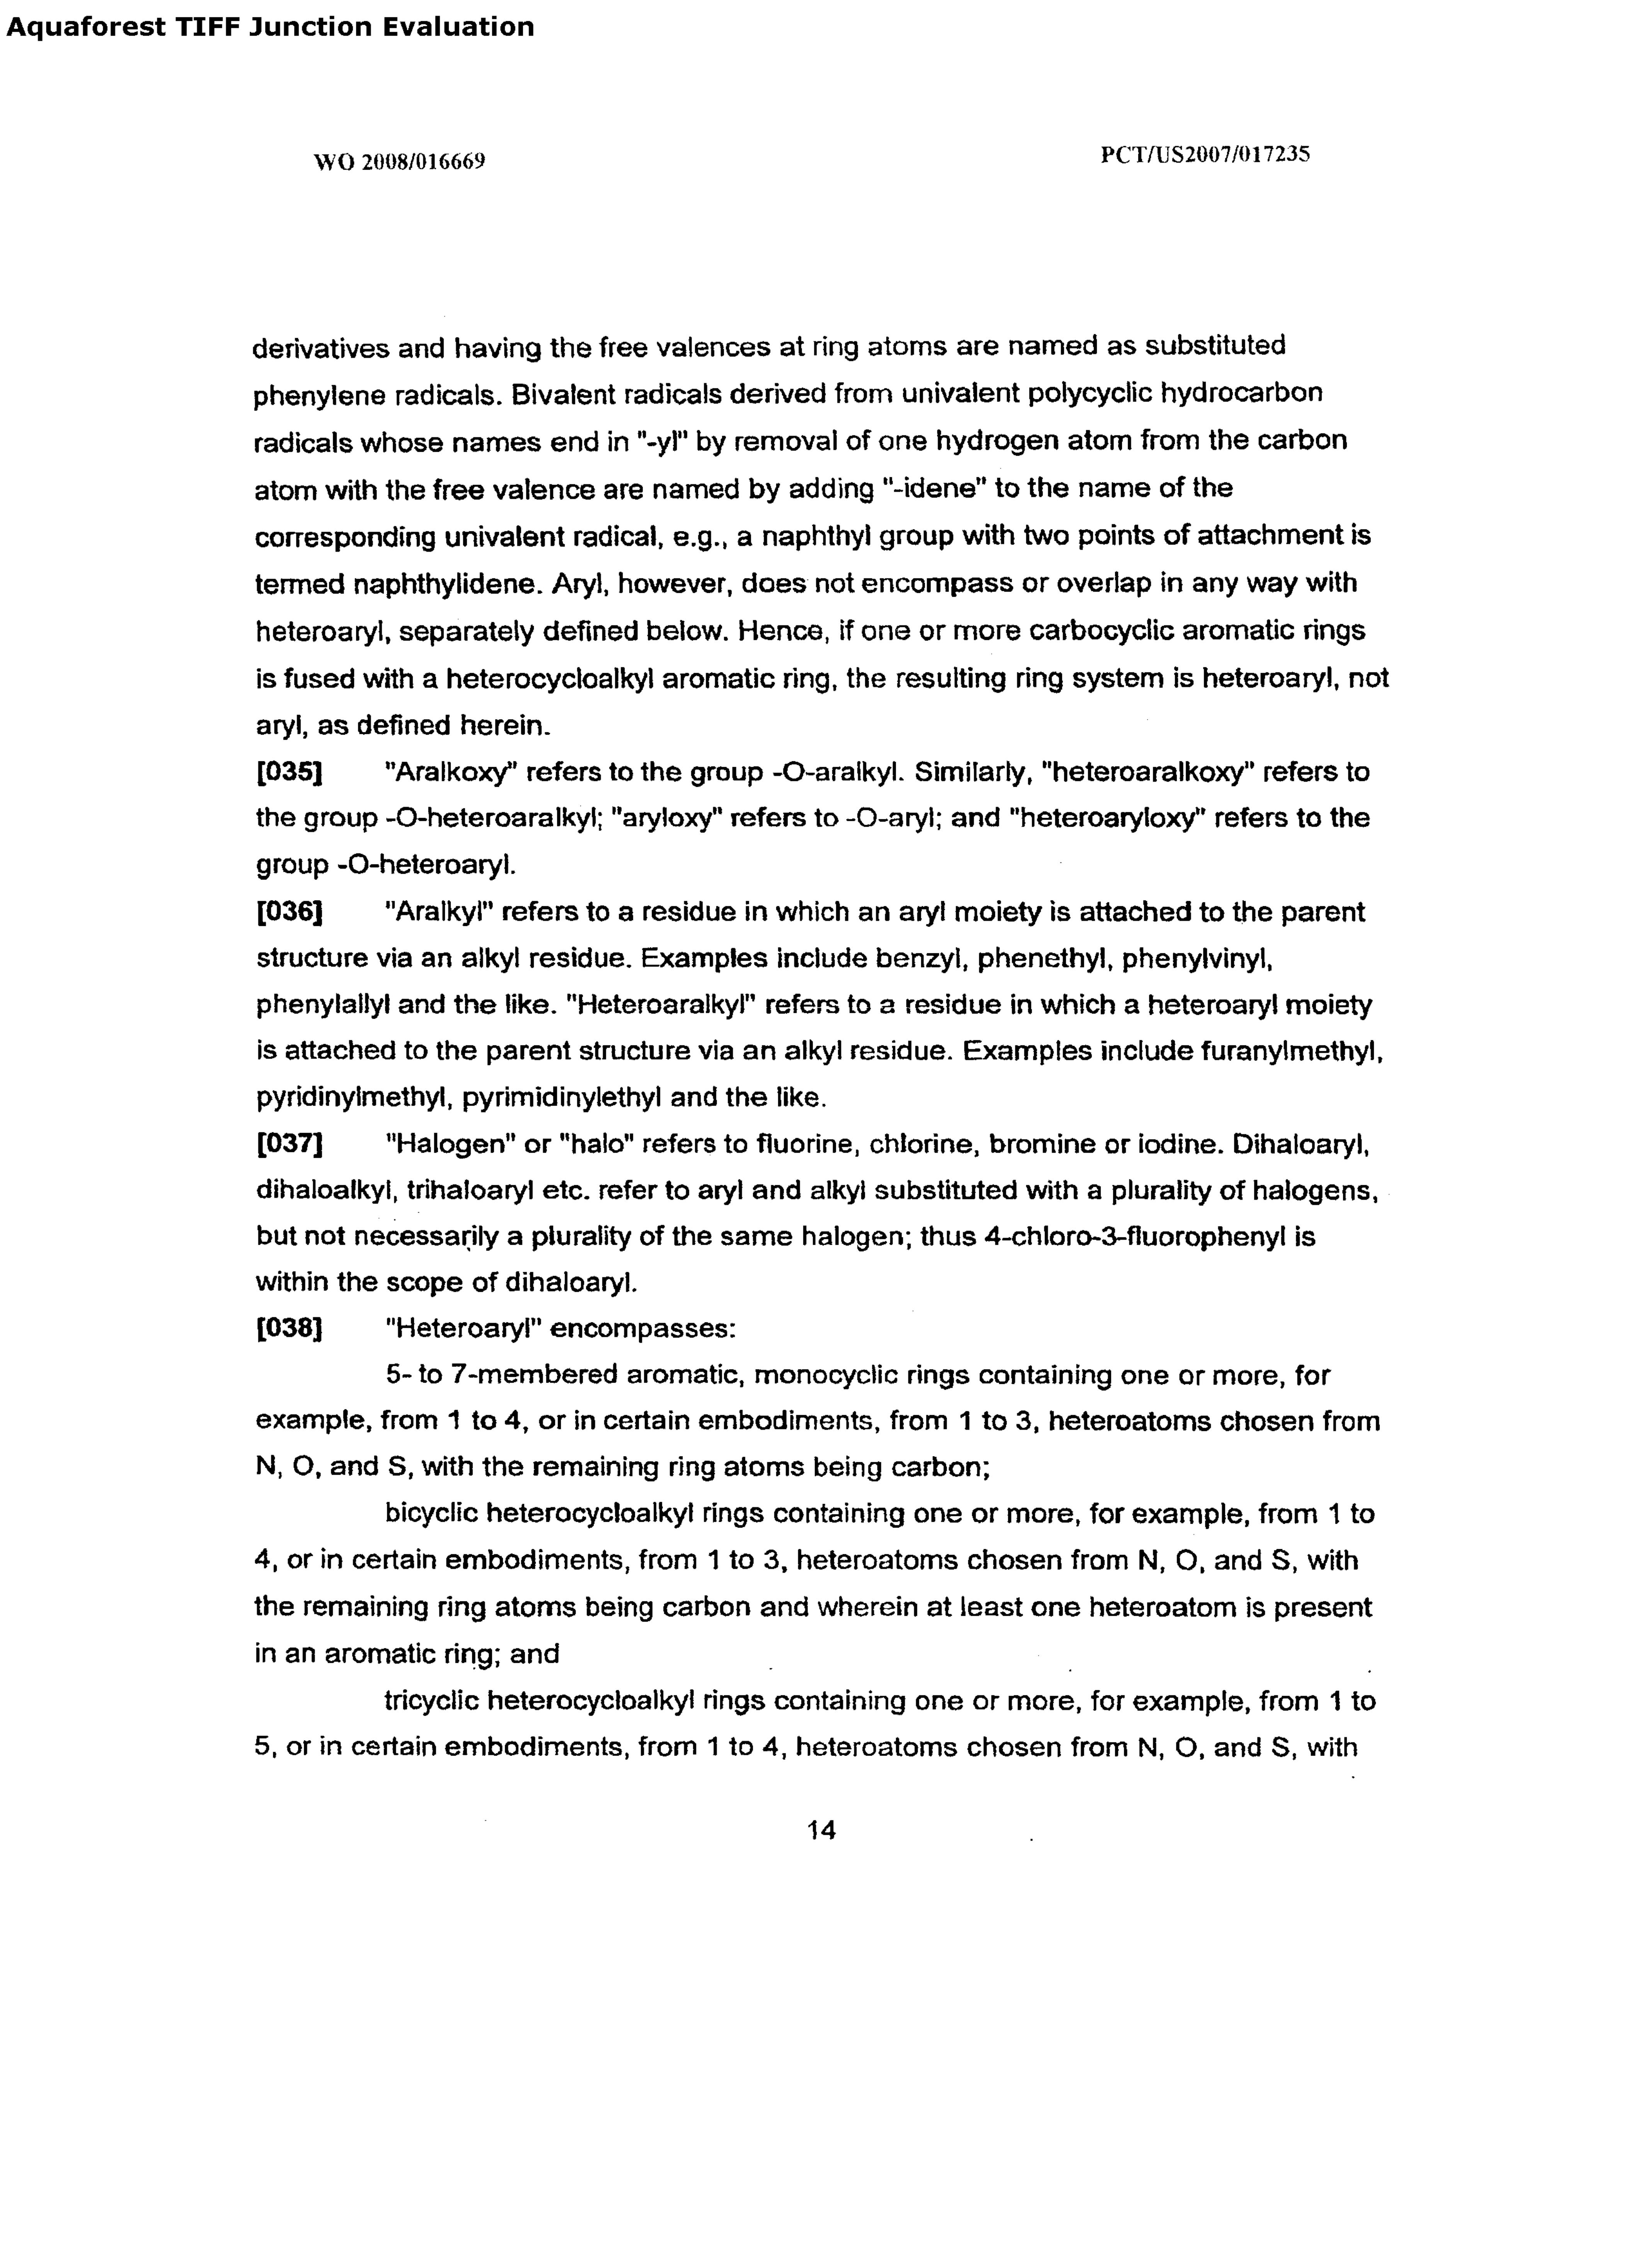 Aquaforest TIFF Junction Evaluation
WO 2008/016669
PCT/US2007/017235
derivatives and having the free valences at ring atoms are named as substituted
phenylene radicals. Bivalent radicals derived from univalent polycyclic hydrocarbon
radicals whose names end in "-yl" by removal of one hydrogen atom from the carbon
atom with the free valence are named by adding "-idene" to the name of the
corresponding univalent radical, e.g., a naphthyl group with two points of attachment is
termed naphthylidene. Aryl, however, does not encompass or overlap in any way with
heteroaryl, separately defined below. Hence, if one or more carbocyclic aromatic rings
is fused with a heterocycloalkyl aromatic ring, the resulting ring system is heteroaryl, not
aryl, as defined herein.
[035] "Aralkoxy" refers to the group -O-aralkyl. Similarly, "heteroaralkoxy" refers to
the group -O-heteroaralkyl; "aryloxy" refers to -O-aryl; and "heteroaryloxy" refers to the
group -O-heteroaryl.
[036] "Aralkyl" refers to a residue in which an aryl moiety is attached to the parent
structure via an alkyl residue. Examples include benzyl, phenethyl, phenylvinyl,
phenylallyl and the like. "Heteroaralkyl" refers to a residue in which a heteroaryl moiety
is attached to the parent structure via an alkyl residue. Examples include furanylmethyl,
pyridinylmethyl, pyrimidinylethyl and the like.
[037] "Halogen" or "halo" refers to fluorine, chlorine, bromine or iodine. Dihaloaryl,
dihaloalkyl, trihaloaryl etc. refer to aryl and alkyl substituted with a plurality of halogens,
but not necessarily a plurality of the same halogen; thus 4-chloro-3-fluorophenyl is
within the scope of dihaloaryl.
[038] "Heteroaryl" encompasses:
5- to 7-membered aromatic, monocyclic rings containing one or more, for
example, from 1 to 4, or in certain embodiments, from 1 to 3, heteroatoms chosen from
N, O, and S, with the remaining ring atoms being carbon;
bicyclic heterocycloalkyl rings containing one or more, for example, from 1 to
4, or in certain embodiments, from 1 to 3, heteroatoms chosen from N, O, and S, with
the remaining ring atoms being carbon and wherein at least one heteroatom is present
in an aromatic ring; and
tricyclic heterocycloalkyl rings containing one or more, for example, from 1 to
5, or in certain embodiments, from 1 to 4, heteroatoms chosen from N, O, and S, with
14